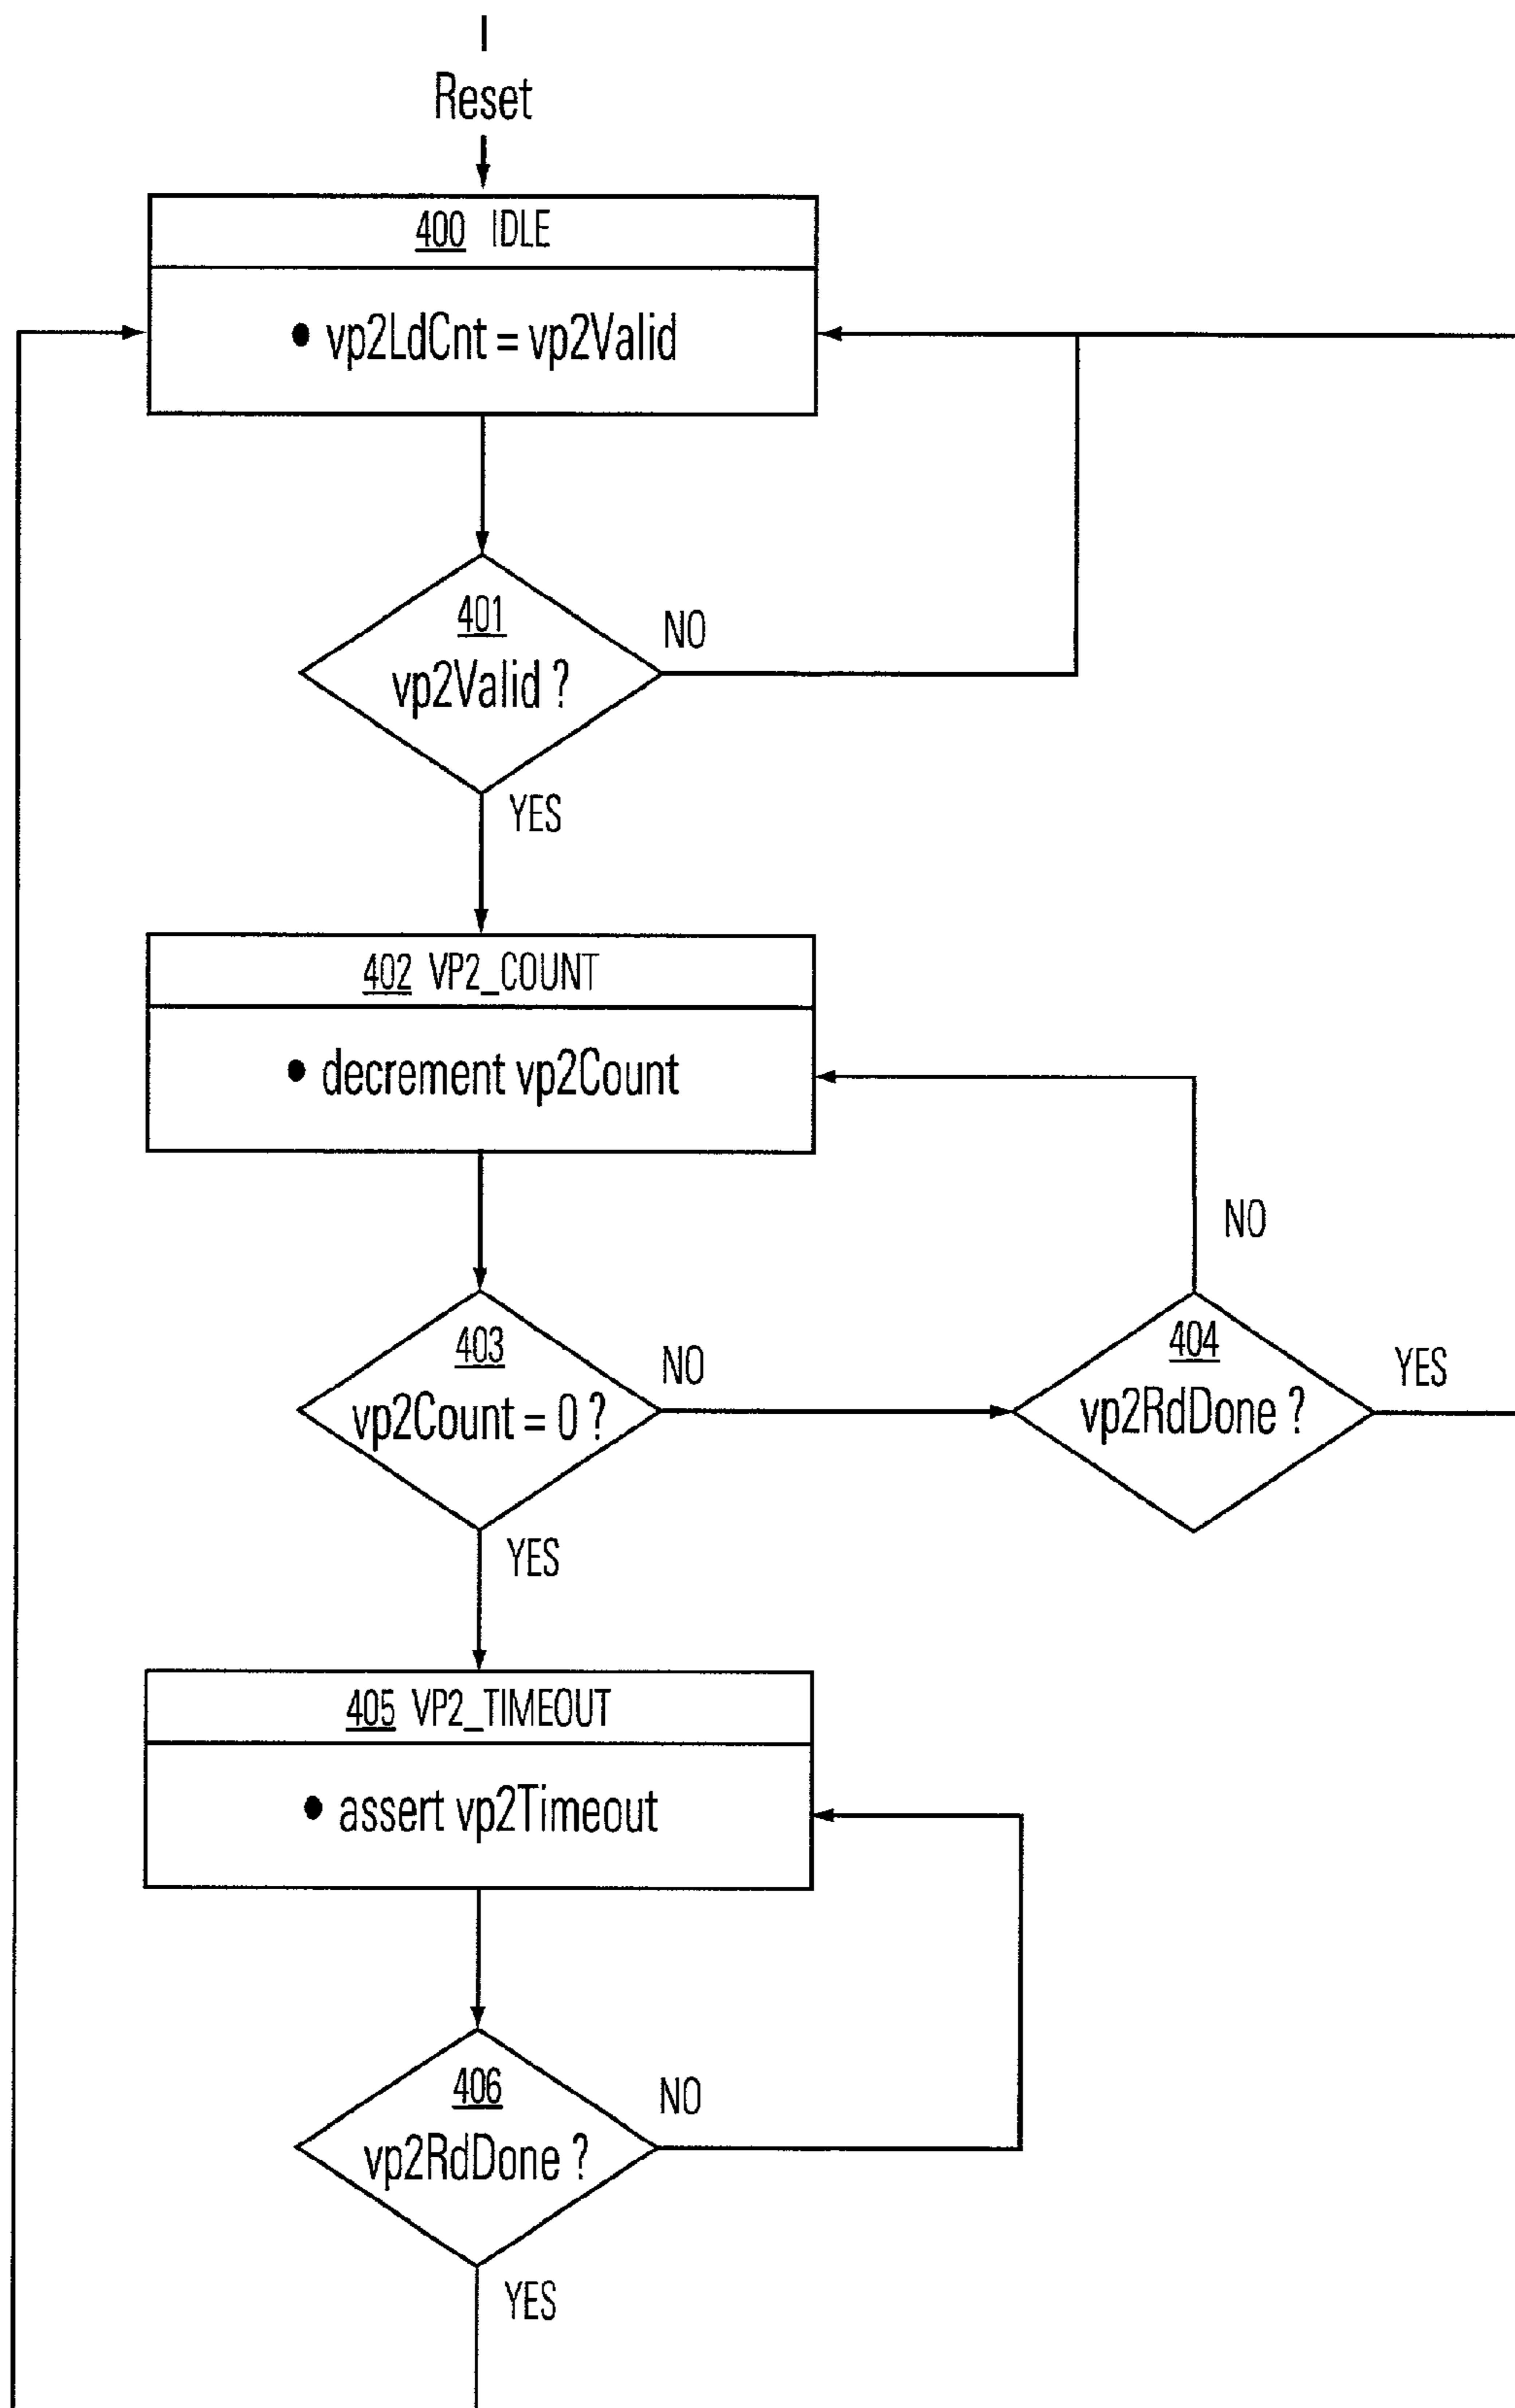 Reset
400 IDLE
• vp2LdCnt = vp2Valid
401
vp2Valid ?
NO
YES
402 VP2_COUNT
• decrement vp2Count
NO
403
vp2Count = 0 ?
NO
404
vp2RdDone ?
YES
YES
405 VP2_TIMEOUT
• assert vp2Timeout
406
vp2RdDone ?
NO
YES